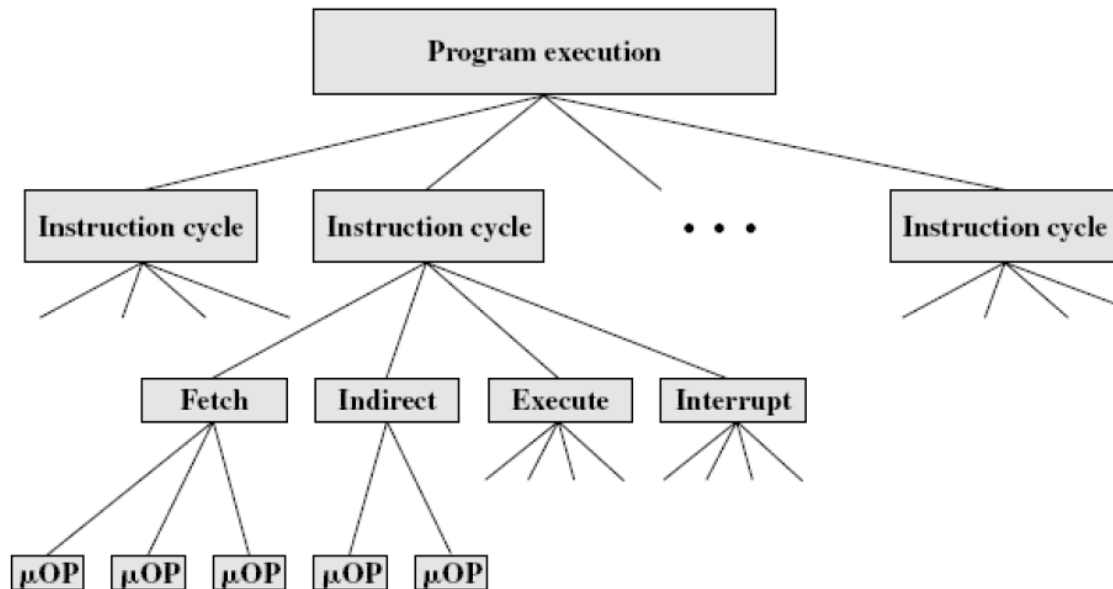 Program execution
Instruction cycle
Instruction cycle
• • •
Instruction cycle
Fetch
Indirect
Execute
Interrupt
μOP
μOP
μOP
μOP
μOP